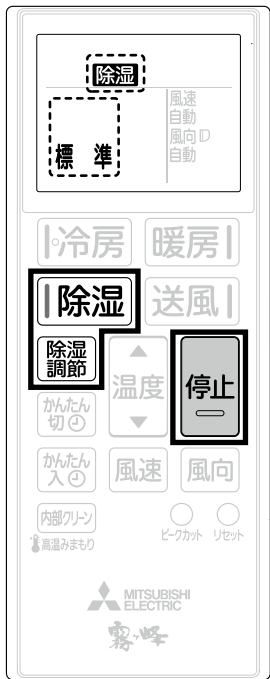 除湿
標 準
風速
自動
風向
自動
冷房 暖房
除湿 送風
除湿
調節
温度
停止
かんたん
切
かんたん
入
風速
風向
内部クリーン
高温みまもり
ピークカット リセット
MITSUBISHI
ELECTRIC
霧ヶ峰